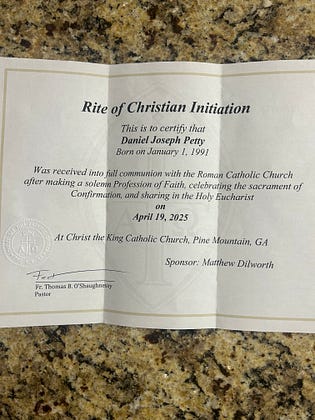 Rite of Christian Initiation
This is to certify that
Daniel Joseph Petty
Born on January 1, 1991
Was received into full communion with the Roman Catholic Church
after making a solemn Profession of Faith, celebrating the sacrament of
Confirmation, and sharing in the Holy Eucharist
on
April 19, 2025
At Christ the King Catholic Church, Pine Mountain, GA
Sponsor: Matthew Dilworth
Fr. Thomas B. O'Shaughnessy
Pastor